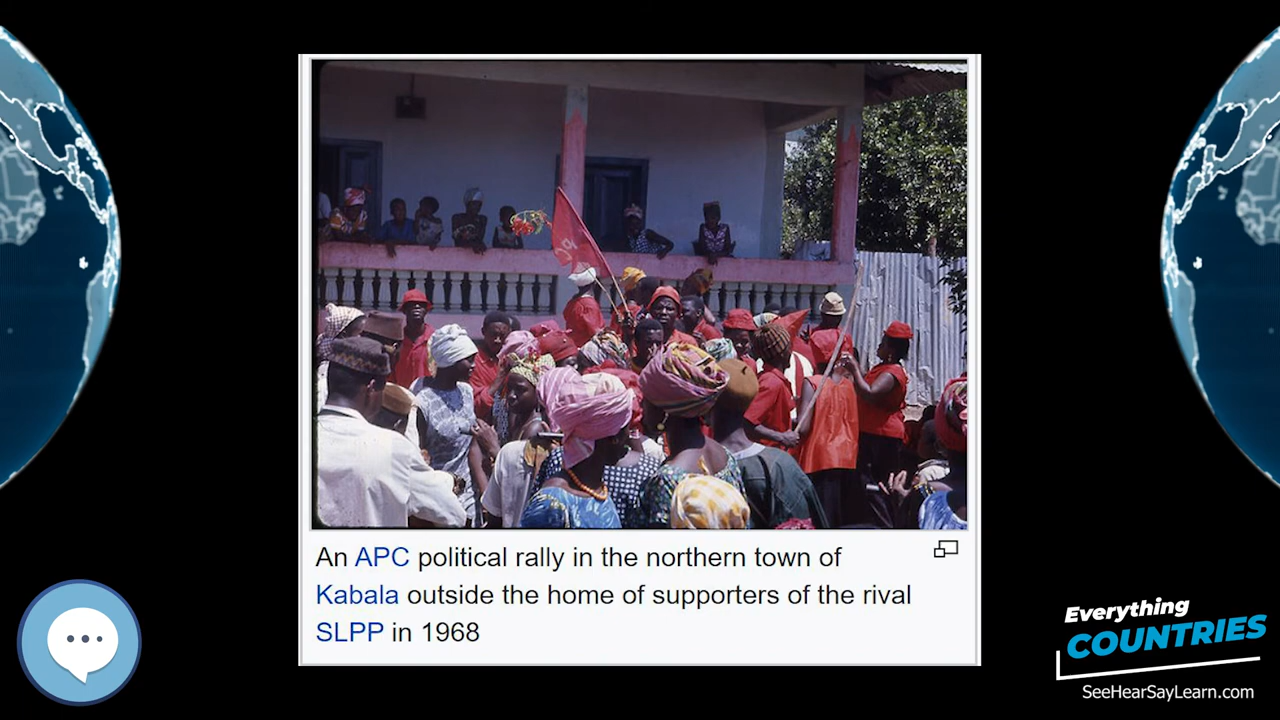 An APC political rally in the northern town of
Kabala outside the home of supporters of the rival
SLPP in 1968
Everything
COUNTRIES
SeeHearSayLearn.com